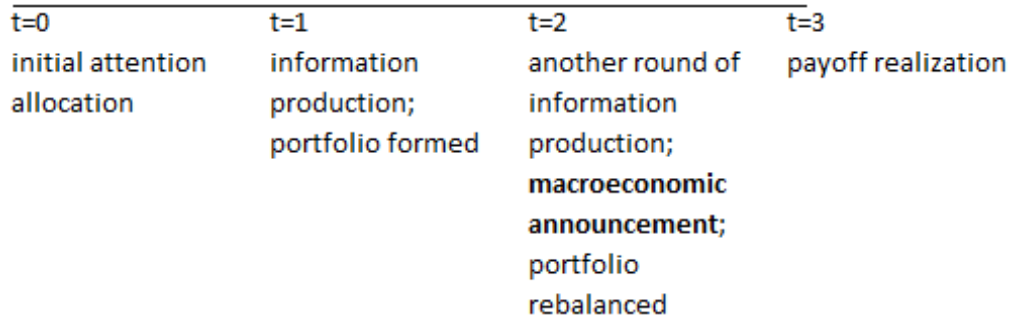 t=0
initial attention
allocation
t=1
information
production;
portfolio formed
t=2
another round of
information
production;
macroeconomic
announcement;
portfolio
rebalanced
t=3
payoff realization